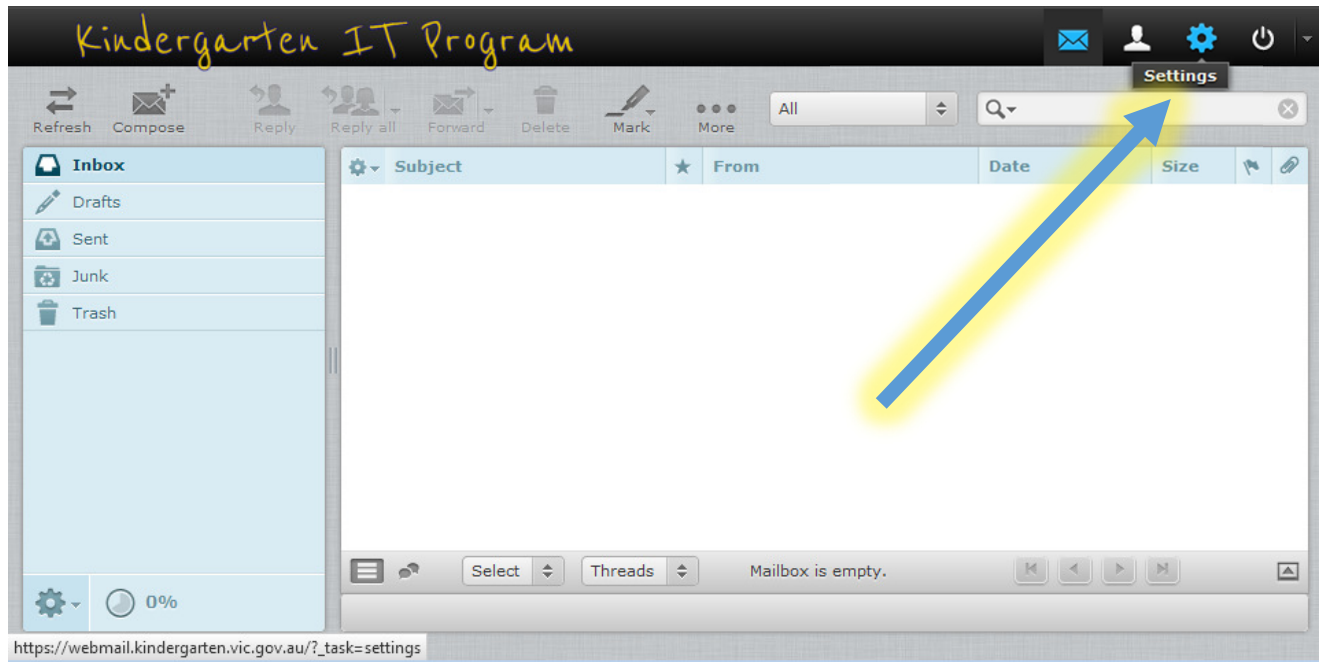 Kindergarten IT Program
Settings
Refresh Compose Reply Reply all Forward Delete Mark More All
Inbox
Subject From Date Size
Drafts
Sent
Junk
Trash
Select Threads Mailbox is empty.
0%
https://webmail.kindergarten.vic.gov.au/?_task=settings